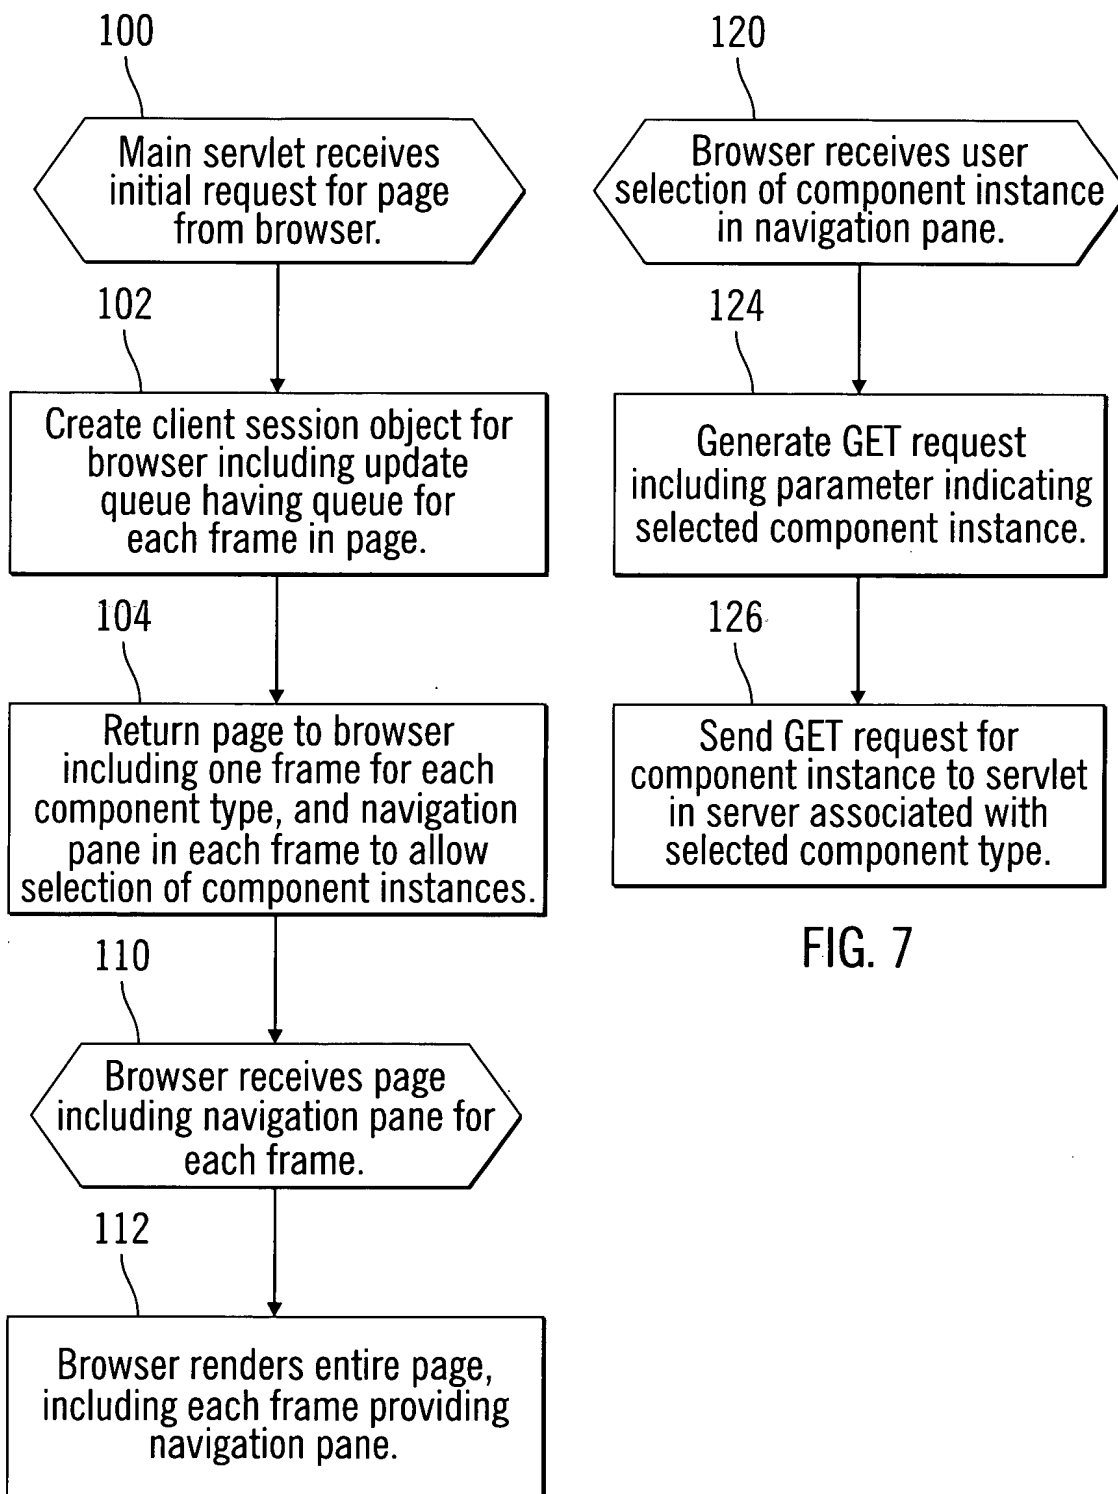 100
Main servlet receives
initial request for page
from browser.
102
Create client session object for
browser including update
queue having queue for
each frame in page.
104
Return page to browser
including one frame for each
component type, and navigation
pane in each frame to allow
selection of component instances.
110
Browser receives page
including navigation pane for
each frame.
112
Browser renders entire page,
including each frame providing
navigation pane.
120
Browser receives user
selection of component instance
in navigation pane.
124
Generate GET request
including parameter indicating
selected component instance.
126
Send GET request for
component instance to servlet
in server associated with
selected component type.
FIG. 7